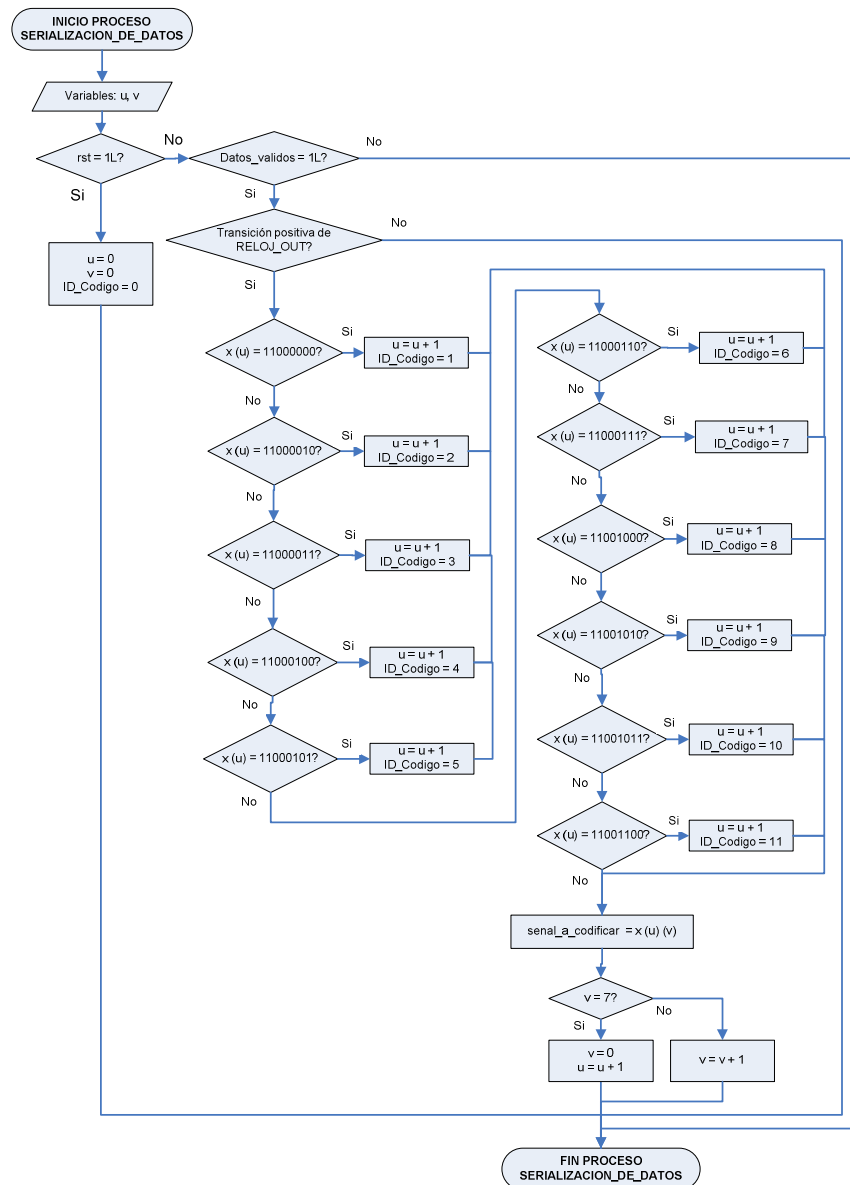 INICIO PROCESO
SERIALIZACION_DE_DATOS
Variables: u, v
rst = 1L?
No
Si
Datos_validos = 1L?
No
Si
u = 0
v = 0
ID_Codigo = 0
Transición positiva de
RELOJ_OUT?
No
Si
x (u) = 11000000?
Si
u = u + 1
ID_Codigo = 1
No
x (u) = 11000010?
Si
u = u + 1
ID_Codigo = 2
No
x (u) = 11000011?
Si
u = u + 1
ID_Codigo = 3
No
x (u) = 11000100?
Si
u = u + 1
ID_Codigo = 4
No
x (u) = 11000101?
Si
u = u + 1
ID_Codigo = 5
No
x (u) = 11000110?
Si
u = u + 1
ID_Codigo = 6
No
x (u) = 11000111?
Si
u = u + 1
ID_Codigo = 7
No
x (u) = 11001000?
Si
u = u + 1
ID_Codigo = 8
No
x (u) = 11001010?
Si
u = u + 1
ID_Codigo = 9
No
x (u) = 11001011?
Si
u = u + 1
ID_Codigo = 10
No
x (u) = 11001100?
Si
u = u + 1
ID_Codigo = 11
No
senal_a_codificar = x (u) (v)
v = 7?
No
Si
v = 0
u = u + 1
v = v + 1
FIN PROCESO
SERIALIZACION_DE_DATOS